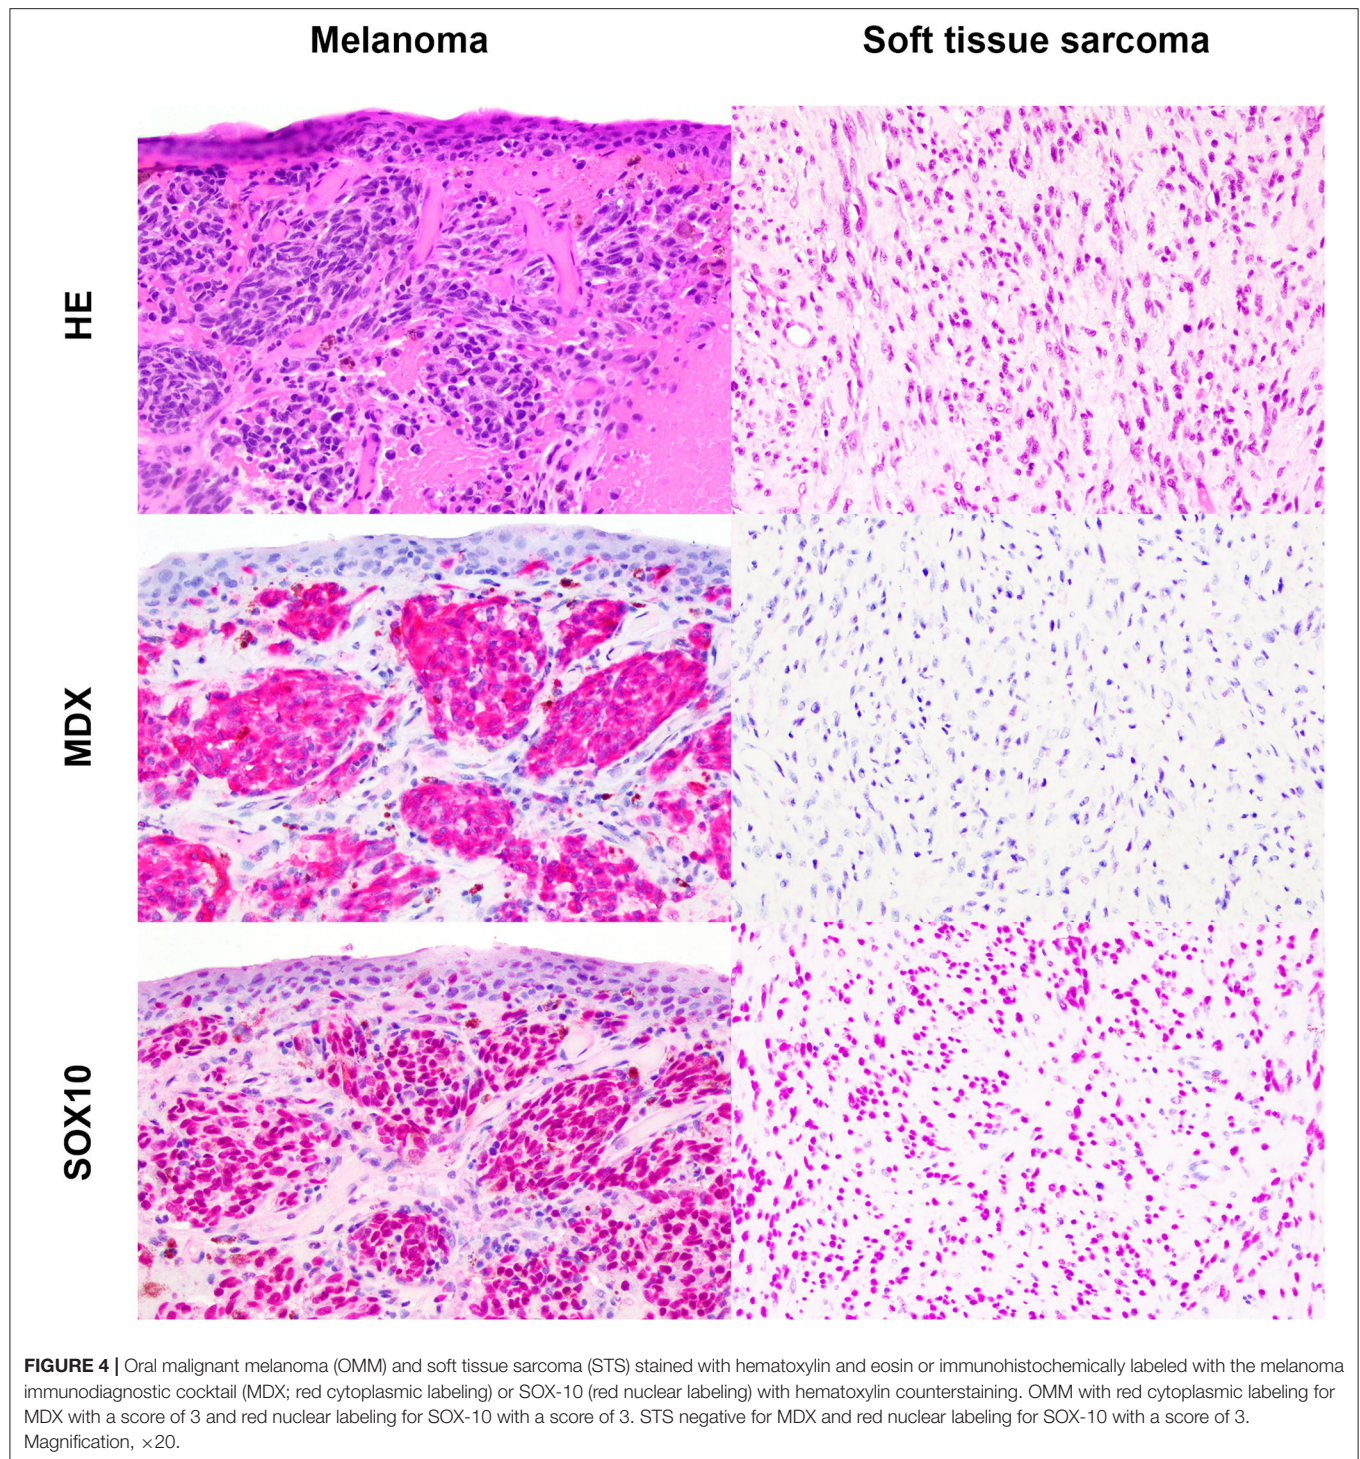 Melanoma
Soft tissue sarcoma
HE
MDX
SOX10
FIGURE 4 | Oral malignant melanoma (OMM) and soft tissue sarcoma (STS) stained with hematoxylin and eosin or immunohistochemically labeled with the melanoma
immunodiagnostic cocktail (MDX; red cytoplasmic labeling) or SOX-10 (red nuclear labeling) with hematoxylin counterstaining. OMM with red cytoplasmic labeling for
MDX with a score of 3 and red nuclear labeling for SOX-10 with a score of 3. STS negative for MDX and red nuclear labeling for SOX-10 with a score of 3.
Magnification, ×20.